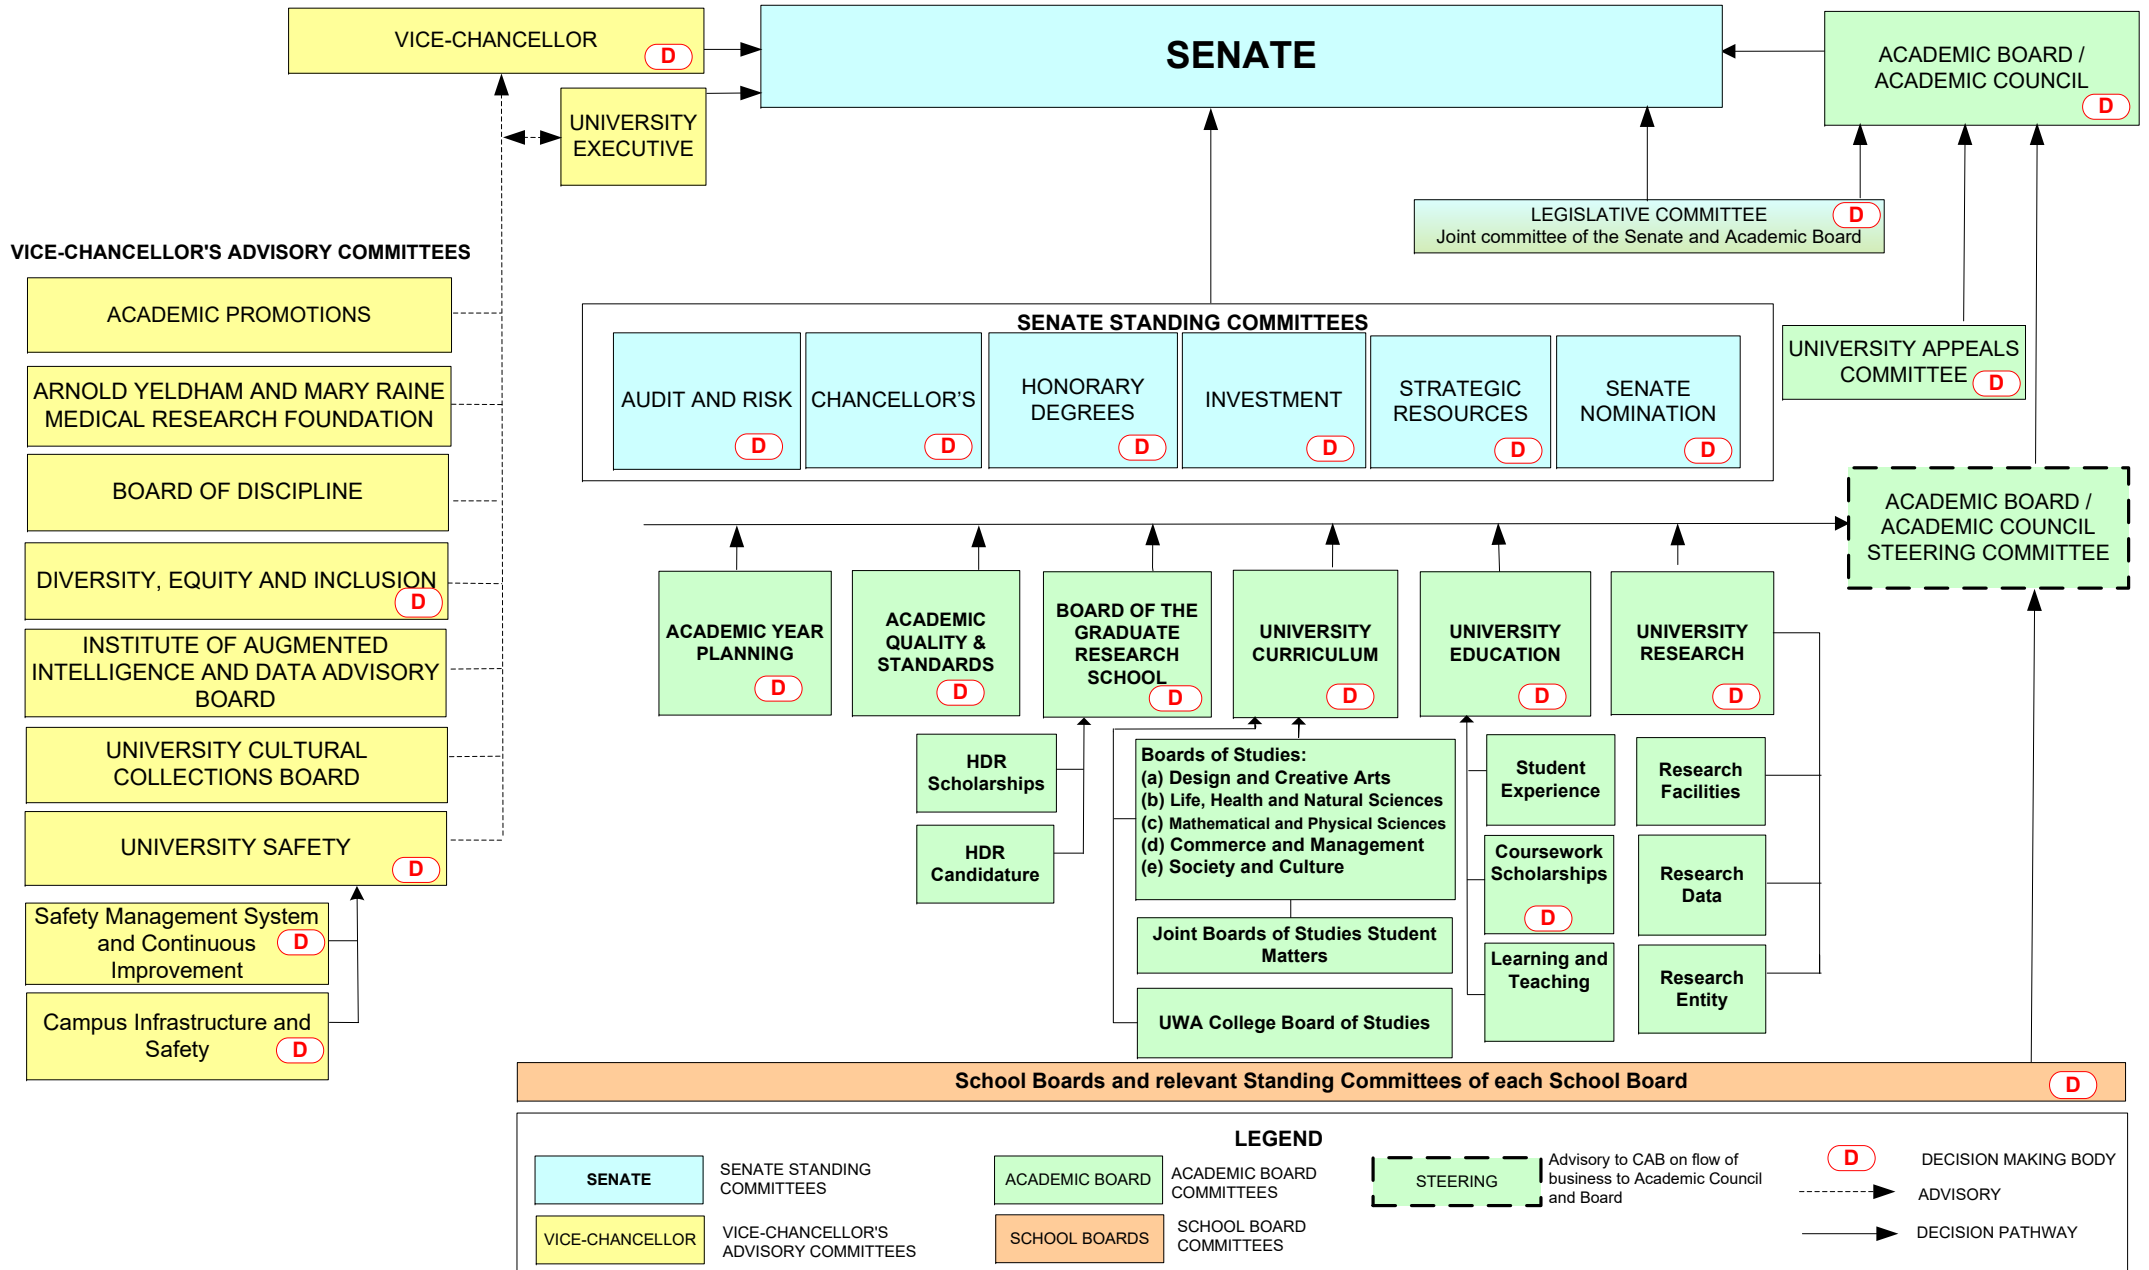 VICE-CHANCELLOR
D
SENATE
ACADEMIC BOARD /
ACADEMIC COUNCIL
D
UNIVERSITY
EXECUTIVE
LEGISLATIVE COMMITTEE
D
Joint committee of the Senate and Academic Board
VICE-CHANCELLOR'S ADVISORY COMMITTEES
ACADEMIC PROMOTIONS
ARNOLD YELDHAM AND MARY RAINE
MEDICAL RESEARCH FOUNDATION
BOARD OF DISCIPLINE
DIVERSITY, EQUITY AND INCLUSION
D
INSTITUTE OF AUGMENTED
INTELLIGENCE AND DATA ADVISORY
BOARD
UNIVERSITY CULTURAL
COLLECTIONS BOARD
UNIVERSITY SAFETY
D
Safety Management System
and Continuous
Improvement
D
Campus Infrastructure and
Safety
D
SENATE STANDING COMMITTEES
AUDIT AND RISK
D
CHANCELLOR'S
D
HONORARY
DEGREES
D
INVESTMENT
D
STRATEGIC
RESOURCES
D
SENATE
NOMINATION
D
UNIVERSITY APPEALS
COMMITTEE
D
ACADEMIC BOARD /
ACADEMIC COUNCIL
STEERING COMMITTEE
ACADEMIC YEAR
PLANNING
D
ACADEMIC
QUALITY &
STANDARDS
D
BOARD OF THE
GRADUATE
RESEARCH
SCHOOL
D
UNIVERSITY
CURRICULUM
D
UNIVERSITY
EDUCATION
D
UNIVERSITY
RESEARCH
D
HDR
Scholarships
HDR
Candidature
Boards of Studies:
(a) Design and Creative Arts
(b) Life, Health and Natural Sciences
(c) Mathematical and Physical Sciences
(d) Commerce and Management
(e) Society and Culture
Joint Boards of Studies Student
Matters
UWA College Board of Studies
Student
Experience
Coursework
Scholarships
D
Learning and
Teaching
Research
Facilities
Research
Data
Research
Entity
School Boards and relevant Standing Committees of each School Board
D
LEGEND
SENATE
SENATE STANDING
COMMITTEES
VICE-CHANCELLOR
VICE-CHANCELLOR'S
ADVISORY COMMITTEES
ACADEMIC BOARD
ACADEMIC BOARD
COMMITTEES
SCHOOL BOARDS
SCHOOL BOARD
COMMITTEES
STEERING
Advisory to CAB on flow of
business to Academic Council
and Board
D
DECISION MAKING BODY
ADVISORY
DECISION PATHWAY